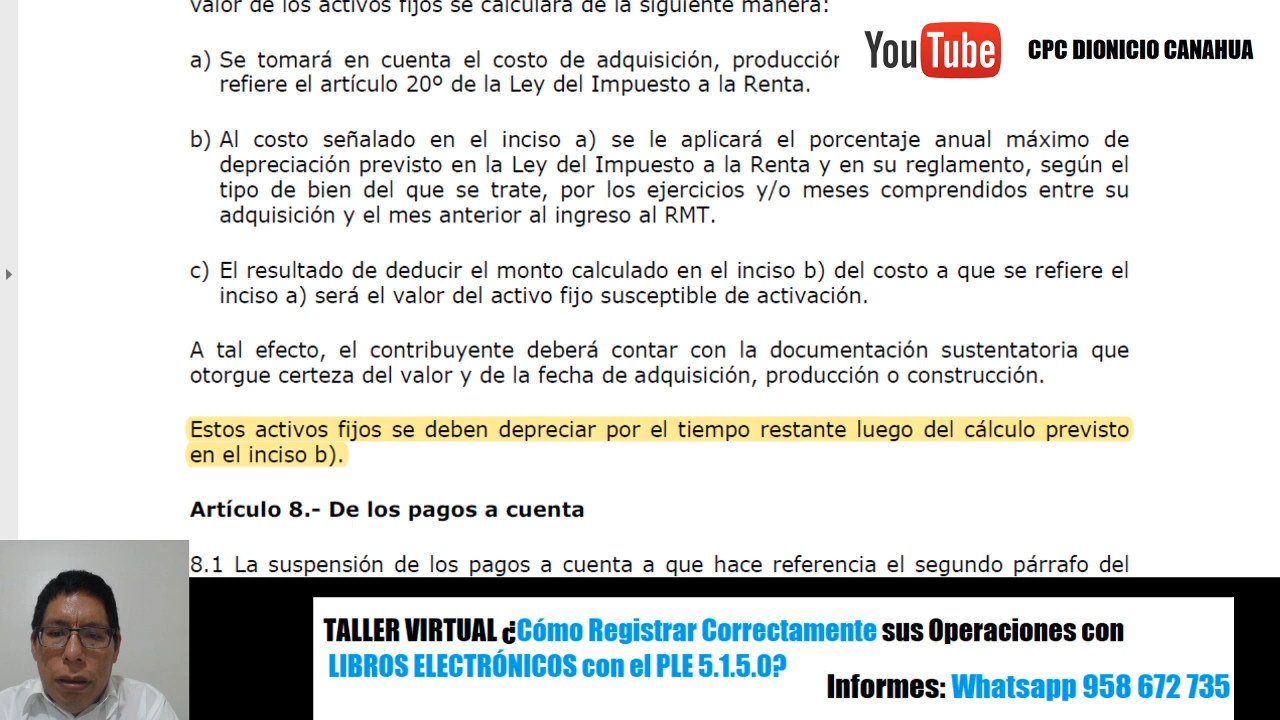 valor de los activos fijos se calculará de la siguiente manera:
a) Se tomará en cuenta el costo de adquisición, producción
refiere el artículo 20º de la Ley del Impuesto a la Renta.
YouTube CPC DIONICIO CANAHUA
b) Al costo señalado en el inciso a) se le aplicará el porcentaje anual máximo de
depreciación previsto en la Ley del Impuesto a la Renta y en su reglamento, según el
tipo de bien del que se trate, por los ejercicios y/o meses comprendidos entre su
adquisición y el mes anterior al ingreso al RMT.
c) El resultado de deducir el monto calculado en el inciso b) del costo a que se refiere el
inciso a) será el valor del activo fijo susceptible de activación.
A tal efecto, el contribuyente deberá contar con la documentación sustentatoria que
otorgue certeza del valor y de la fecha de adquisición, producción o construcción.
Estos activos fijos se deben depreciar por el tiempo restante luego del cálculo previsto
en el inciso b).
Artículo 8.- De los pagos a cuenta
8.1 La suspensión de los pagos a cuenta a que hace referencia el segundo párrafo del
TALLER VIRTUAL ¿Cómo Registrar Correctamente sus Operaciones con
LIBROS ELECTRÓNICOS con el PLE 5.1.5.0?
Informes: Whatsapp 958 672 735